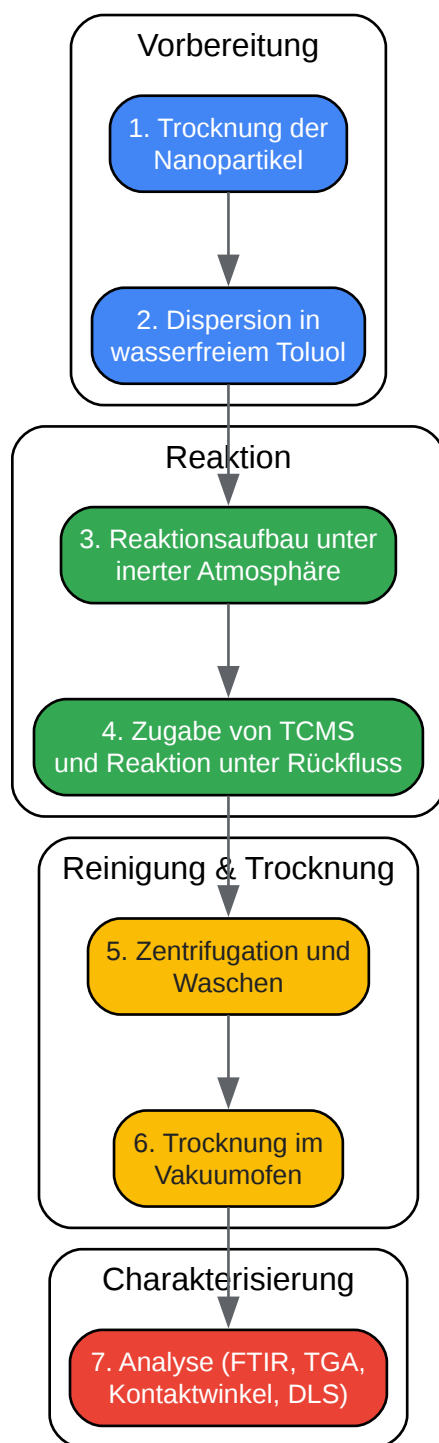 Vorbereitung
1. Trocknung der
Nanopartikel
2. Dispersion in
wasserfreiem Toluol
Reaktion
3. Reaktionsaufbau unter
inerter Atmosphäre
4. Zugabe von TCMS
und Reaktion unter Rückfluss
Reinigung & Trocknung
5. Zentrifugation und
Waschen
6. Trocknung im
Vakuumofen
Charakterisierung
7. Analyse (FTIR, TGA,
Kontaktwinkel, DLS)